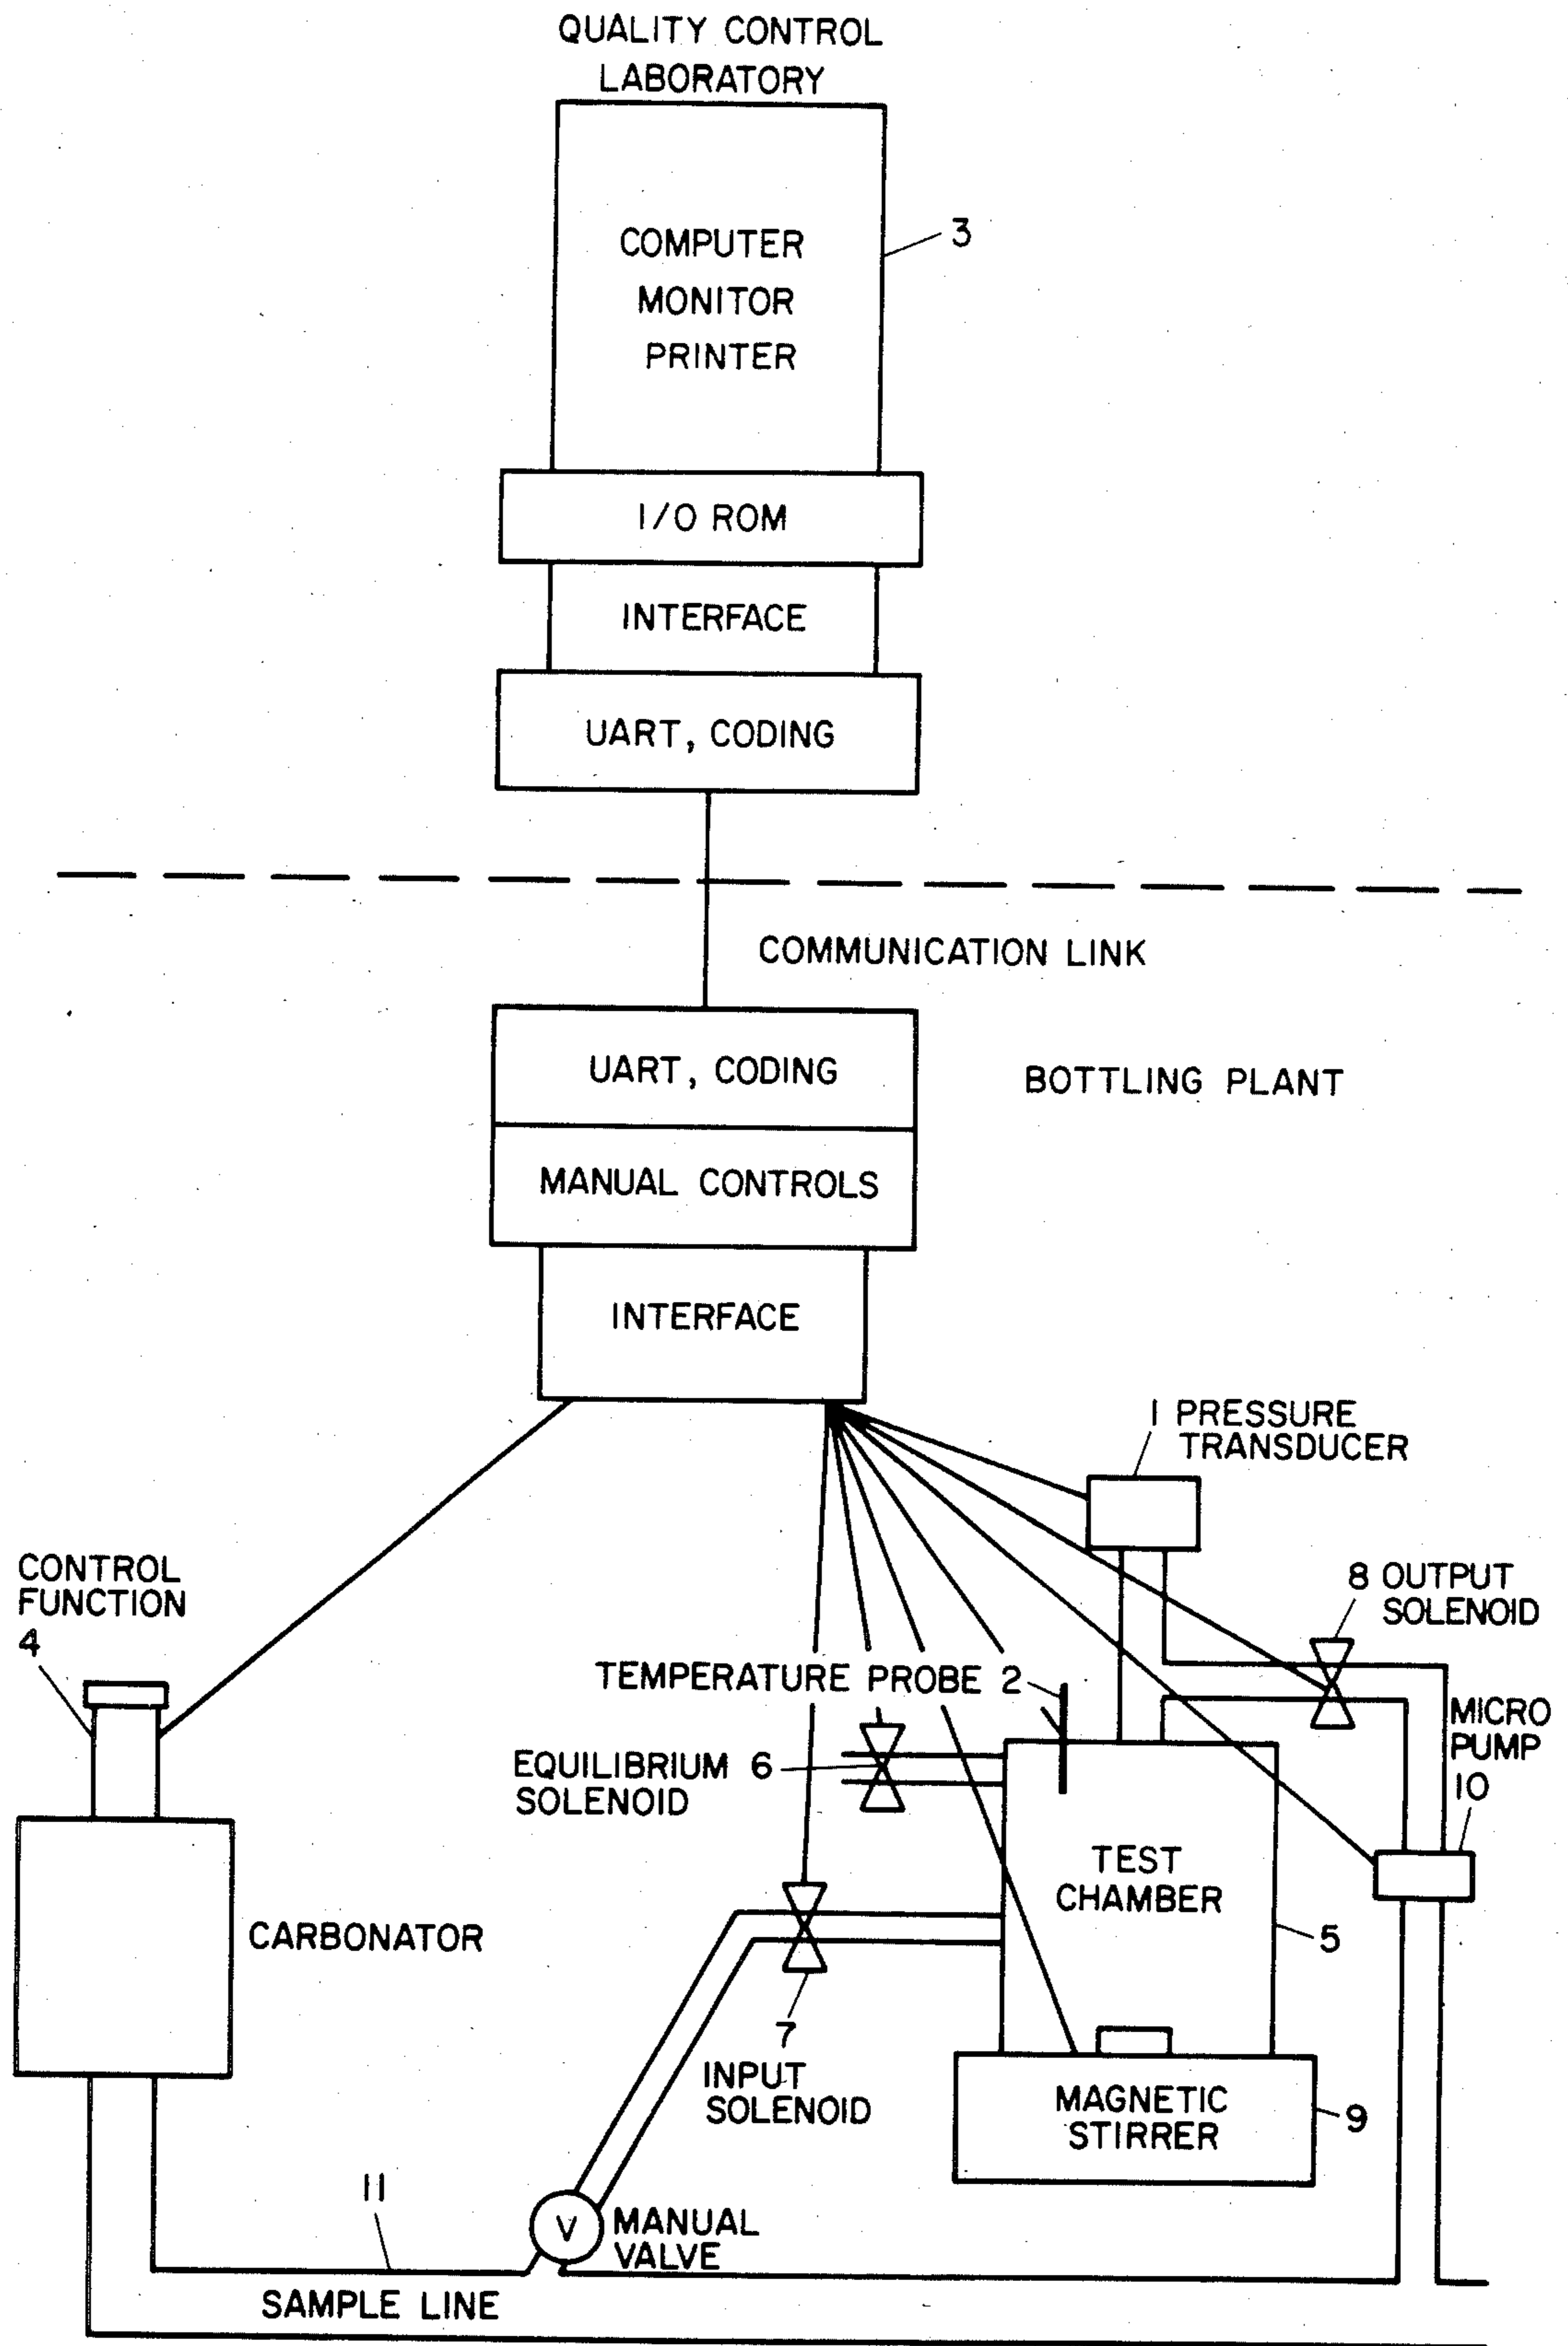 QUALITY CONTROL
LABORATORY
COMPUTER
MONITOR
PRINTER
3
I/O ROM
INTERFACE
UART, CODING
COMMUNICATION LINK
UART, CODING
BOTTLING PLANT
MANUAL CONTROLS
INTERFACE
1 PRESSURE
TRANSDUCER
CONTROL
FUNCTION
4
8 OUTPUT
SOLENOID
TEMPERATURE PROBE 2
MICRO
PUMP
10
EQUILIBRIUM 6
SOLENOID
TEST
CHAMBER
CARBONATOR
5
7
INPUT
SOLENOID
MAGNETIC
STIRRER
9
11
V
MANUAL
VALVE
SAMPLE LINE